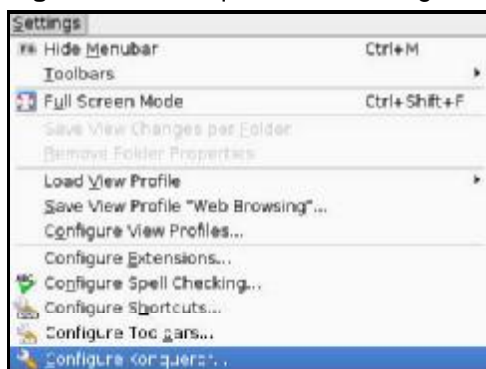 Settings
Hide Menubar Ctrl+M
Toolbars
Full Screen Mode Ctrl+Shift+F
Save View Changes per Folder
Remove Folder Properties
Load View Profile
Save View Profile "Web Browsing"...
Configure View Profiles...
Configure Extensions...
Configure Spell Checking...
Configure Shortcuts...
Configure Toolbars...
Configure Konqueror...